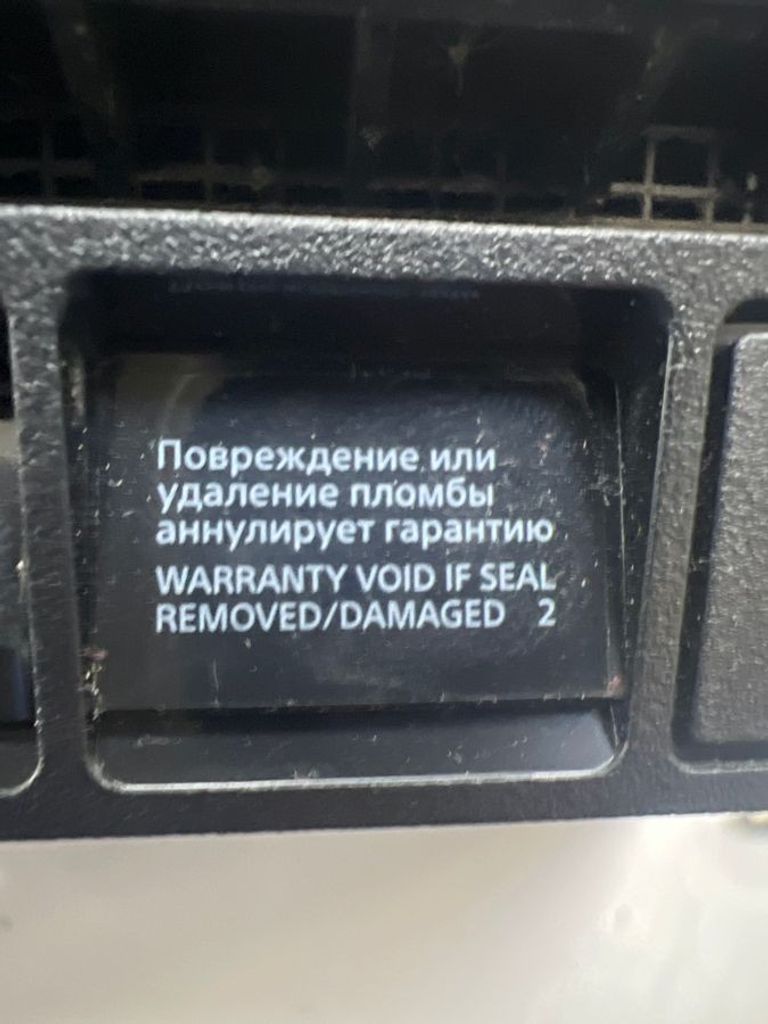 Повреждение или
удаление пломбы
аннулирует гарантию
WARRANTY VOID IF SEAL
REMOVED/DAMAGED 2